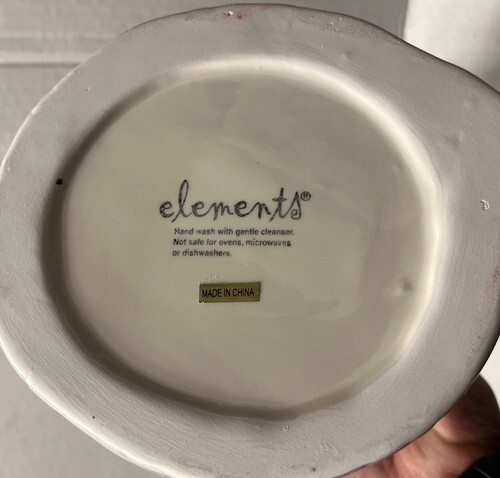 elements®
Hand wash with gentle cleanser.
Not safe for ovens, microwaves
or dishwashers.
MADE IN CHINA